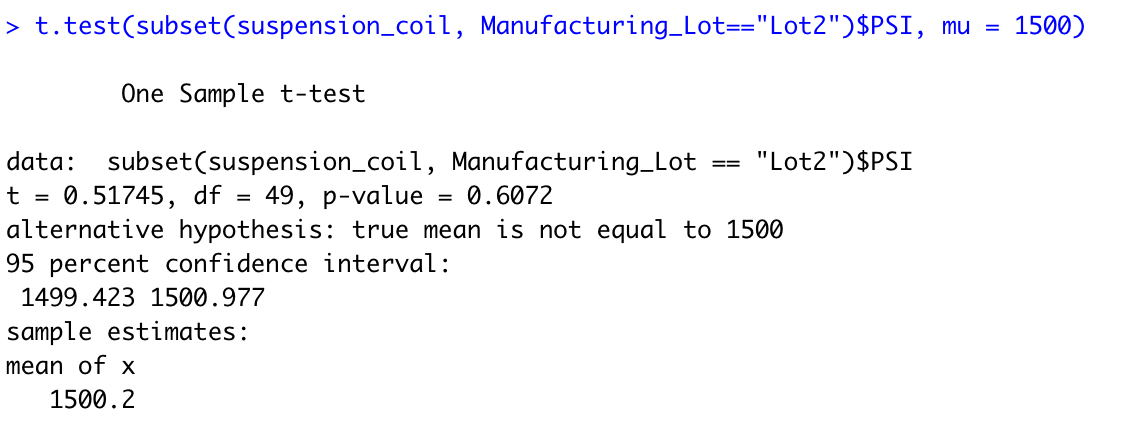 > t.test(subset(suspension_coil, Manufacturing_Lot=="Lot2")$PSI, mu = 1500)
One Sample t-test
data:  subset(suspension_coil, Manufacturing_Lot == "Lot2")$PSI
t = 0.51745, df = 49, p-value = 0.6072
alternative hypothesis: true mean is not equal to 1500
95 percent confidence interval:
 1499.423 1500.977
sample estimates:
mean of x
   1500.2